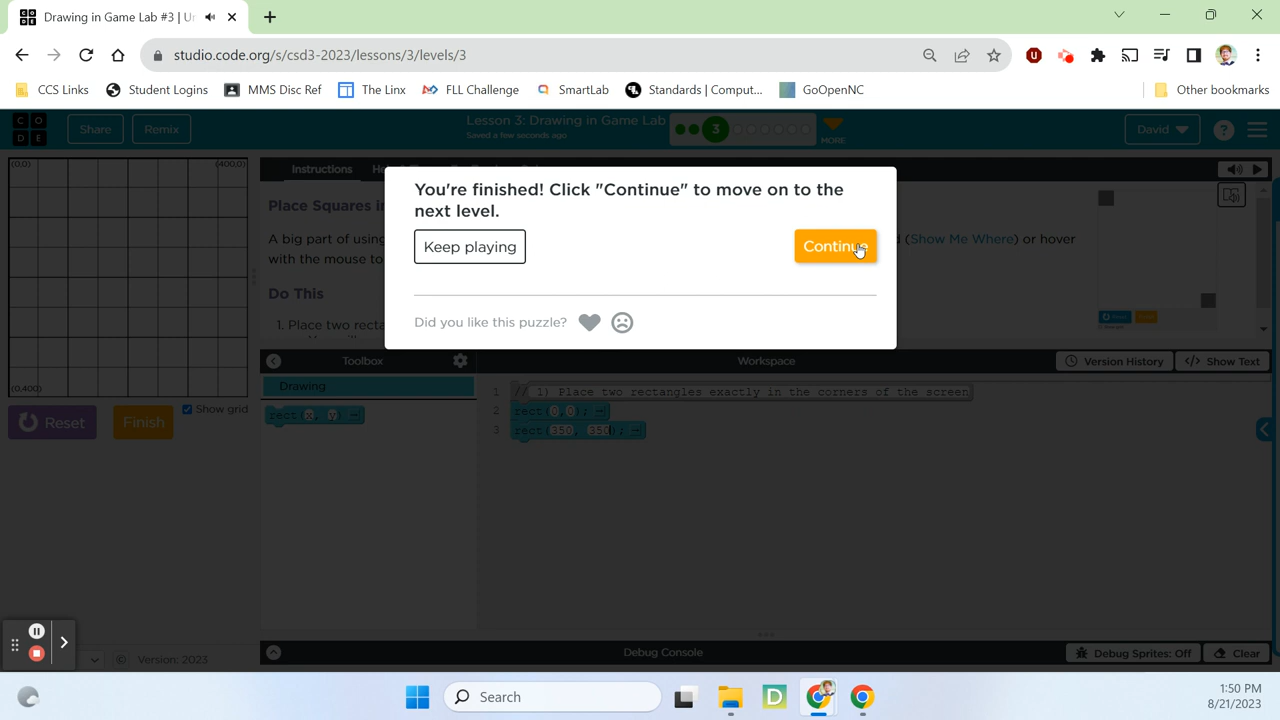 Drawing in Game Lab #3 | Un
studio.code.org/s/csd3-2023/lessons/3/levels/3
CCS Links
Student Logins
MMS Disc Ref
The Linx
FLL Challenge
SmartLab
Standards | Comput...
GoOpenNC
Other bookmarks
C O D E
Share
Remix
Lesson 3: Drawing in Game Lab
Saved a few seconds ago
3
MORE
David
?
(0,0)
(400,0)
(0,400)
Instructions
Place Squares in
A big part of using
(Show Me Where) or hover
with the mouse to
Do This
1. Place two recta
You're finished! Click "Continue" to move on to the
next level.
Keep playing
Continue
Did you like this puzzle?
Toolbox
Workspace
Version History
</> Show Text
Drawing
rect(x, y);
Reset
Finish
Show grid
1 // 1) Place two rectangles exactly in the corners of the screen
2 rect(0,0);
3 rect(350, 350);
Version: 2023
Debug Console
Debug Sprites: Off
Clear
Search
1:50 PM
8/21/2023